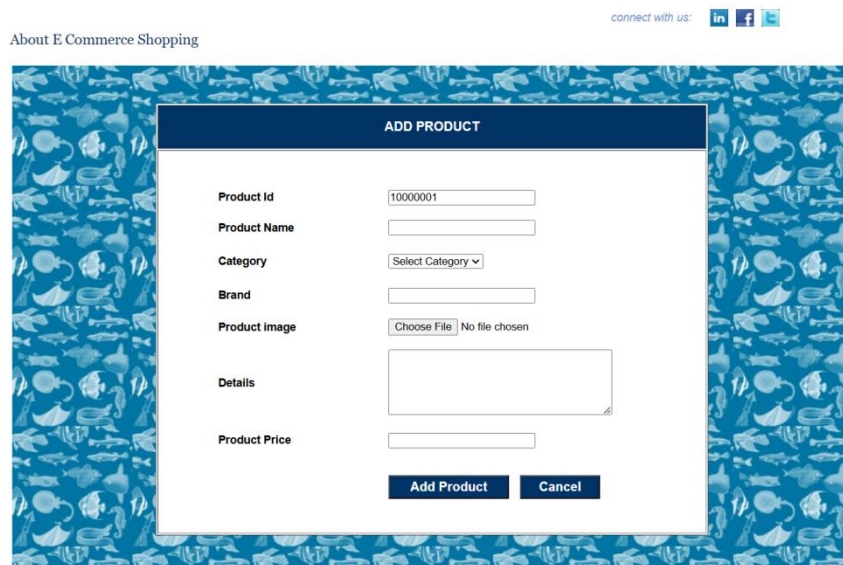 connect with us:
About E Commerce Shopping
ADD PRODUCT
Product Id 10000001
Product Name
Category Select Category
Brand
Product image Choose File No file chosen
Details
Product Price
Add Product Cancel